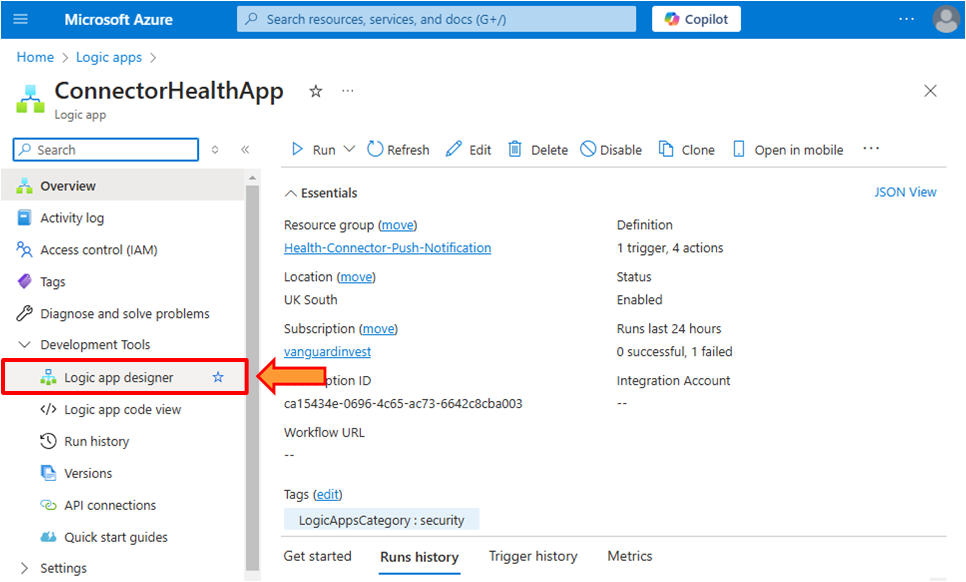 Microsoft Azure
Search resources, services, and docs (G+/)
Copilot
...
Home > Logic apps >
ConnectorHealthApp
...
Logic app
Search
Run
Refresh
Edit
Delete
Disable
Clone
Open in mobile
...
Overview
Activity log
Access control (IAM)
Tags
Diagnose and solve problems
Development Tools
Logic app designer
Logic app code view
Run history
Versions
API connections
Quick start guides
Settings
Essentials
JSON View
Resource group (move)
Health-Connector-Push-Notification
Location (move)
UK South
Subscription (move)
vanguardinvest
ption ID
ca15434e-0696-4c65-ac73-6642c8cba003
Workflow URL
--
Definition
1 trigger, 4 actions
Status
Enabled
Runs last 24 hours
0 successful, 1 failed
Integration Account
--
Tags (edit)
LogicAppsCategory : security
Get started
Runs history
Trigger history
Metrics